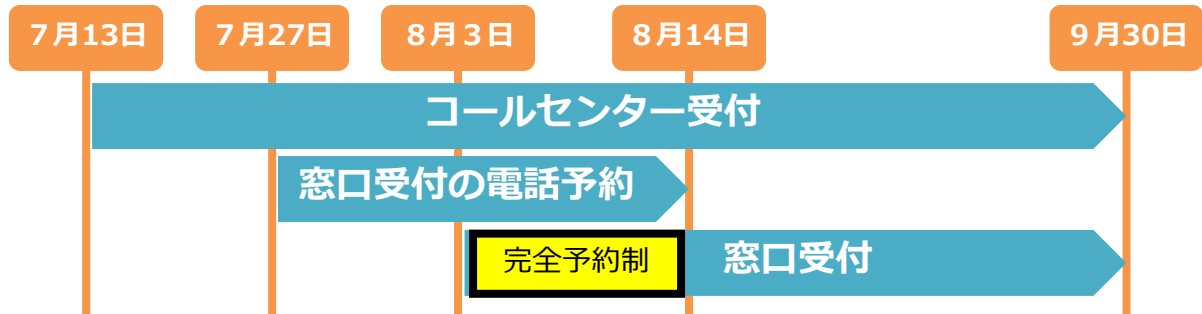 7月13日
7月27日
8月3日
8月14日
9月30日
コールセンター受付
窓口受付の電話予約
完全予約制
窓口受付